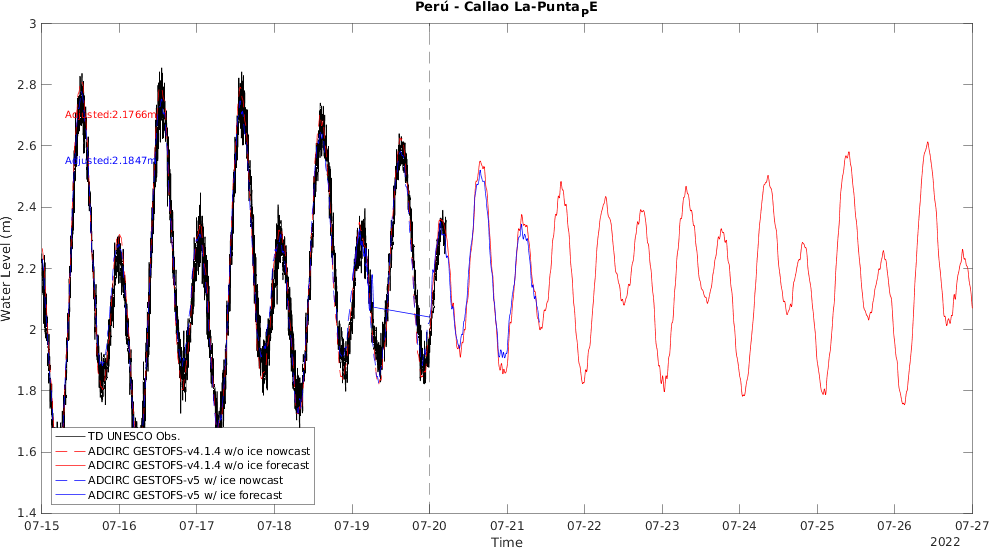 Perú - Callao La-PuntaPE
3
2.8
2.6
2.4
2.2
2
1.8
1.6
1.4
Water Level (m)
Adjusted:2.1766m
Adjusted:2.1847m
TD UNESCO Obs.
ADCIRC GESTOFS-v4.1.4 w/o ice nowcast
ADCIRC GESTOFS-v4.1.4 w/o ice forecast
ADCIRC GESTOFS-v5 w/ ice nowcast
ADCIRC GESTOFS-v5 w/ ice forecast
07-15 07-16 07-17 07-18 07-19 07-20 07-21 07-22 07-23 07-24 07-25 07-26 07-27
Time
2022